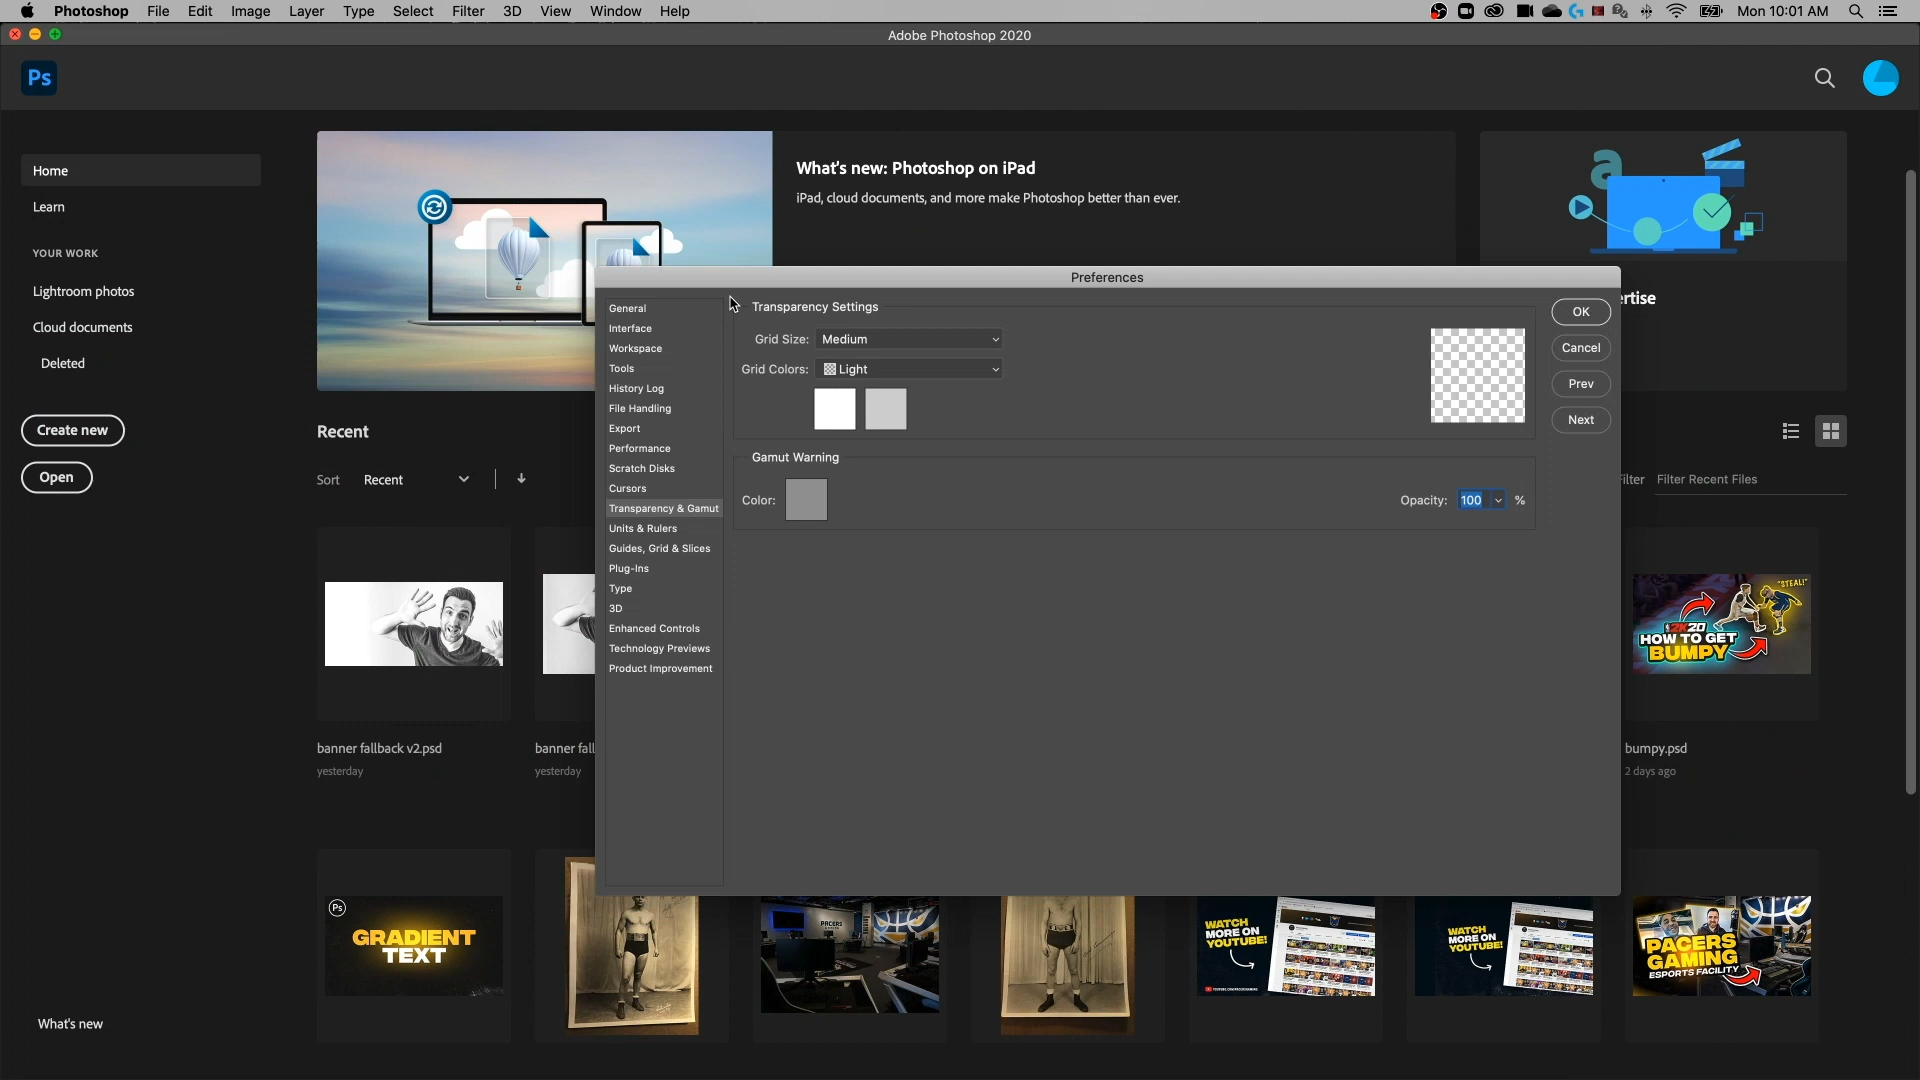 Photoshop File Edit Image Layer Type Select Filter 3D View Window Help Mon 10:01 AM
Adobe Photoshop 2020
Ps
Home
Learn
YOUR WORK
Lightroom photos
Cloud documents
Deleted
Create new
Open
What's new
What's new: Photoshop on iPad
iPad, cloud documents, and more make Photoshop better than ever.
a
rtise
Recent
Sort Recent
ilter Filter Recent Files
Preferences
General
Interface
Workspace
Tools
History Log
File Handling
Export
Performance
Scratch Disks
Cursors
Transparency & Gamut
Units & Rulers
Guides, Grid & Slices
Plug-Ins
Type
3D
Enhanced Controls
Technology Previews
Product Improvement
Transparency Settings
Grid Size: Medium
Grid Colors: Light
Gamut Warning
Color:
Opacity: 100 %
OK
Cancel
Prev
Next
"STEAL!"
2K20
HOW TO GET
BUMPY
banner fallback v2.psd
yesterday
banner fall
yesterday
bumpy.psd
2 days ago
Ps
GRADIENT
TEXT
PACERS
WATCH
MORE ON
YOUTUBE!
WATCH
MORE ON
YOUTUBE!
PACERS
GAMING
ESPORTS FACILITY